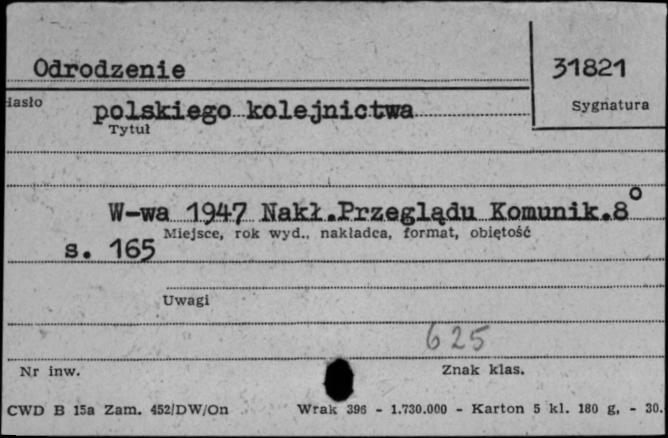 Odrodzenie
31821
Hasło
Sygnatura
polskiego kolejnictwa
Tytuł
W-wa 1947 Nakł.Przeglądu Komunik.8°
Miejsce, rok wyd., nakładca, format, objętość
s. 165
Uwagi
625
Nr inw.
Znak klas.
CWD B 15a Zam. 452/DW/On
Wrak 396 - 1.730.000 - Karton 5 kl. 180 g, - 30.